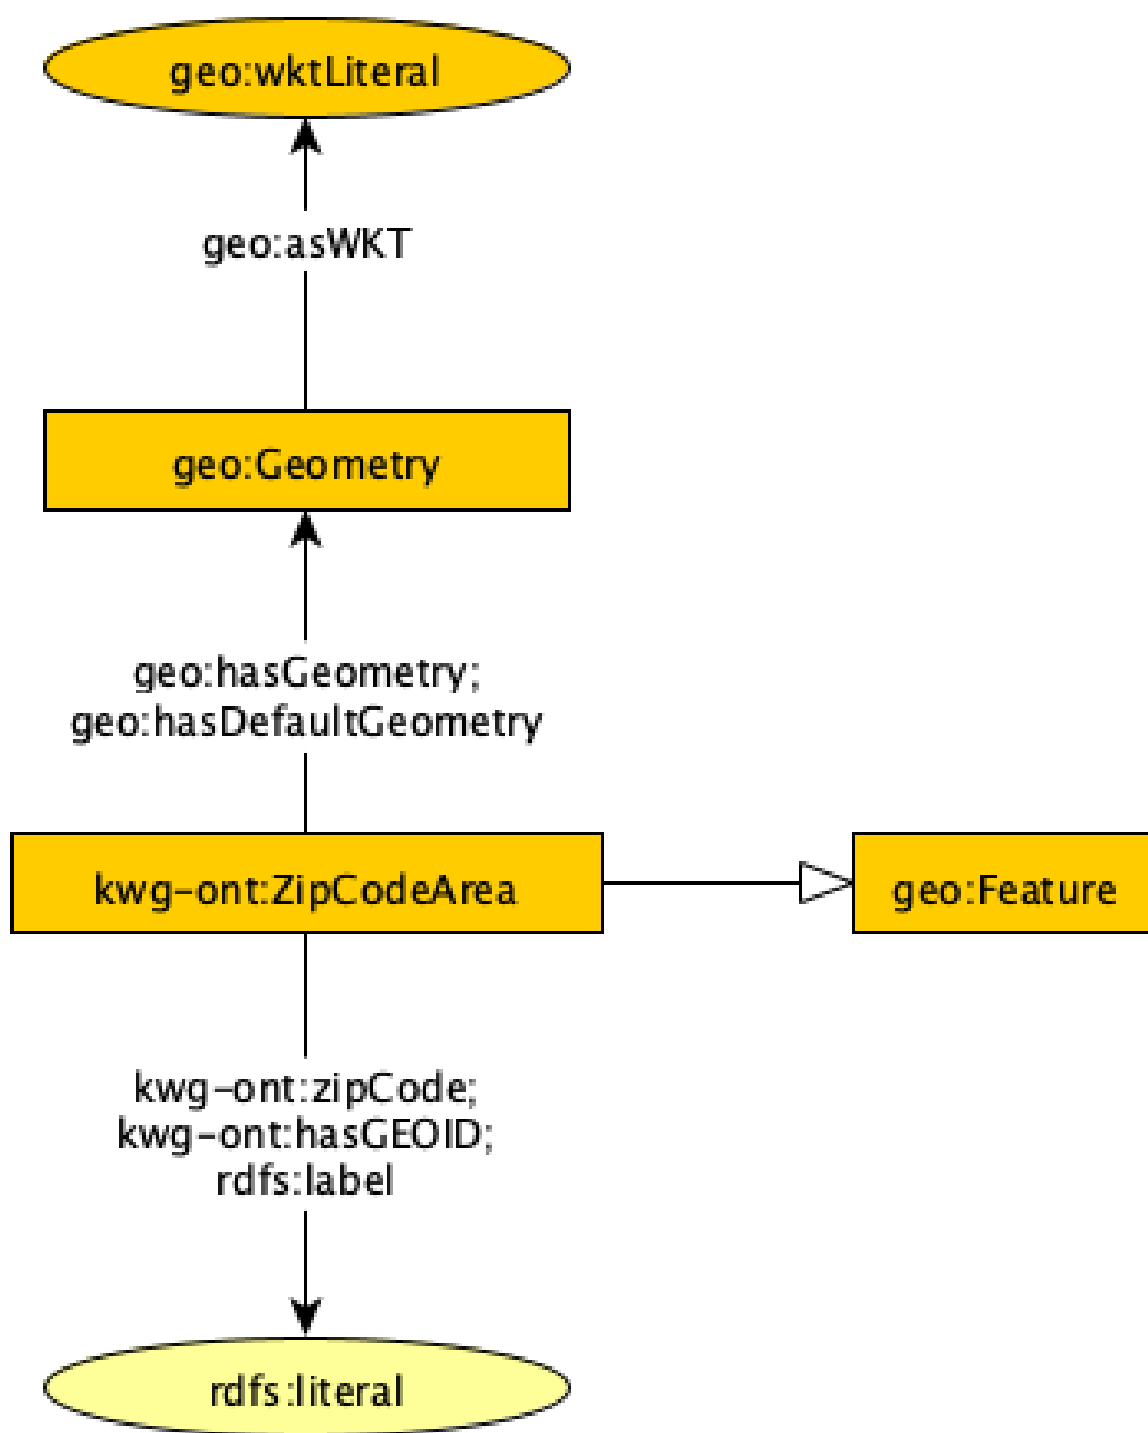 geo:wktLiteral
geo:asWKT
geo:Geometry
geo:hasGeometry;
geo:hasDefaultGeometry
kwg-ont:ZipCodeArea
geo:Feature
kwg-ont:zipCode;
kwg-ont:hasGEOID;
rdfs:label
rdfs:literal